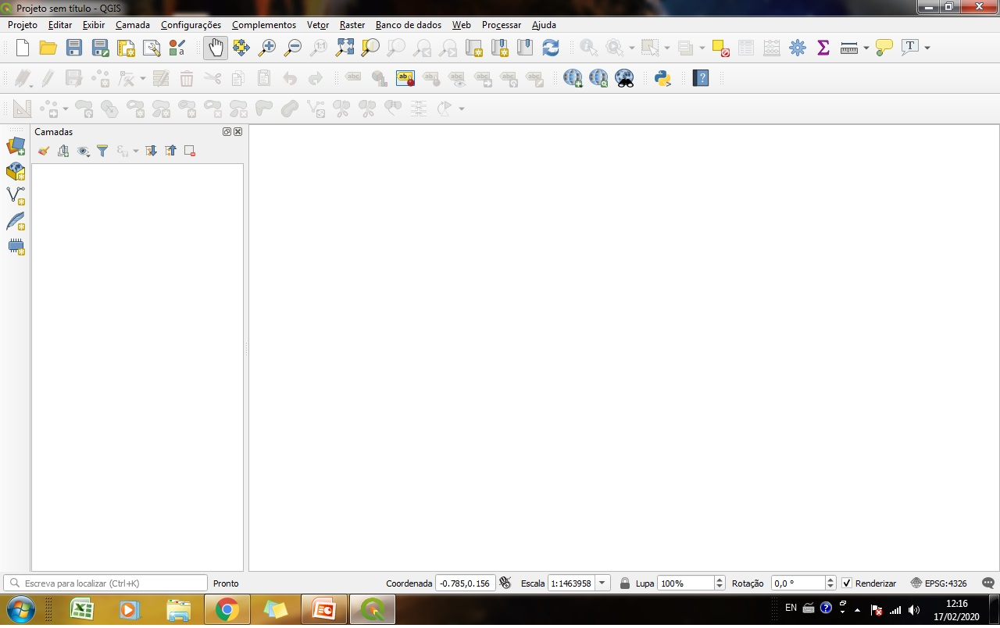 Projeto sem título - QGIS
Projeto Editar Exibir Camada Configurações Complementos Vetor Raster Banco de dados Web Processar Ajuda
Camadas
Escreva para localizar (Ctrl+K) Pronto Coordenada -0.785,0.156 Escala 1:1463958 Lupa 100% Rotação 0,0 ° Renderizar EPSG:4326
EN 12:16
17/02/2020